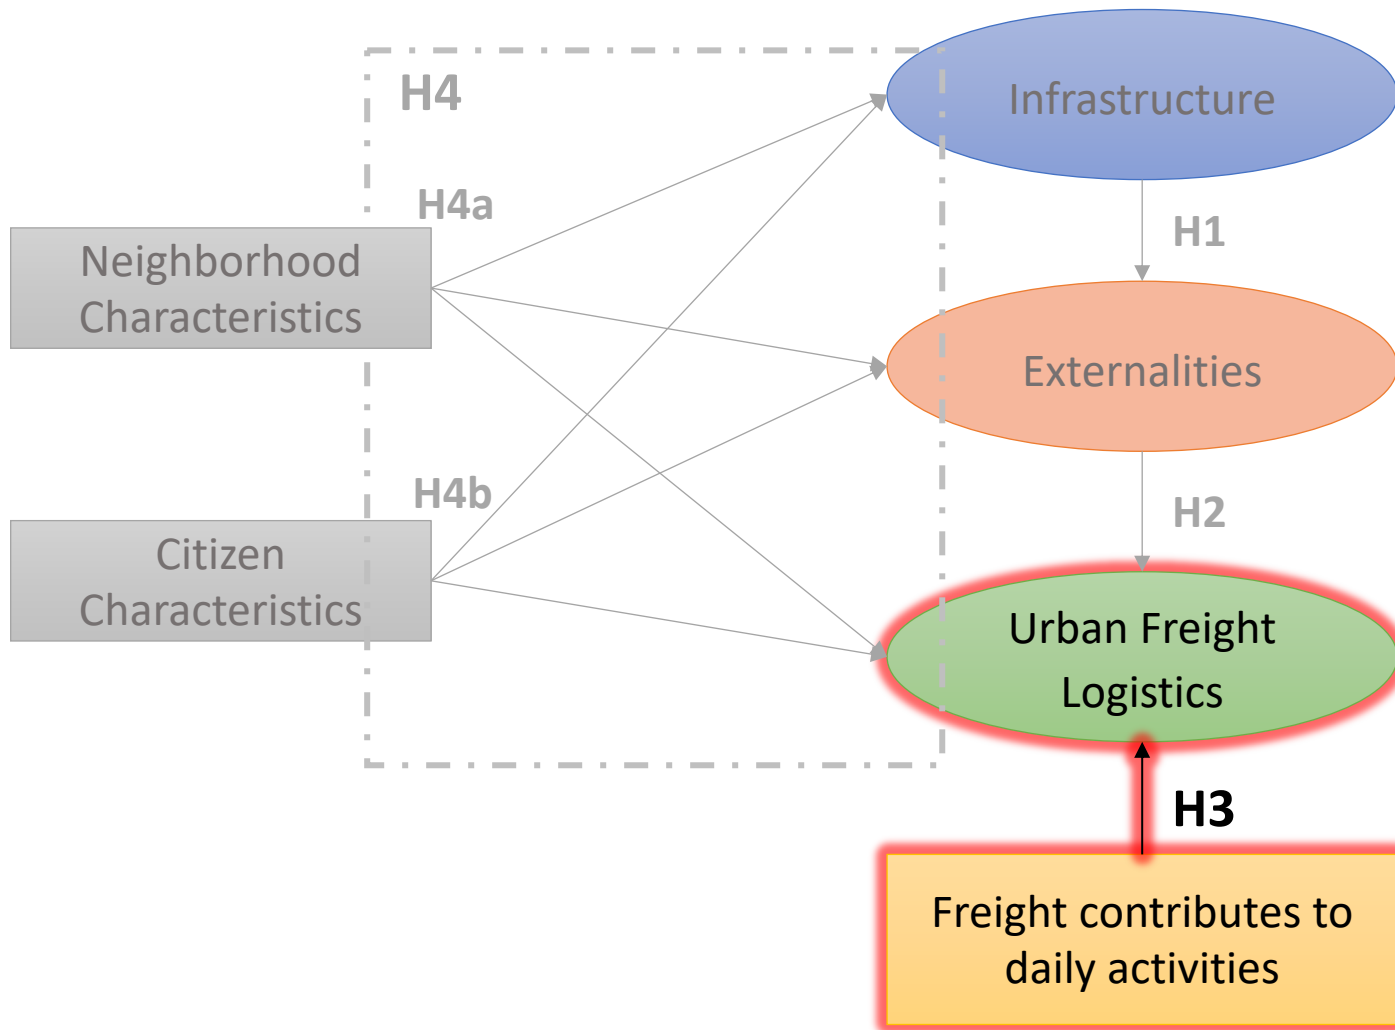 H4
Infrastructure
H4a
H1
Neighborhood
Characteristics
Externalities
H4b
H2
Citizen
Characteristics
Urban Freight
Logistics
H3
Freight contributes to
daily activities